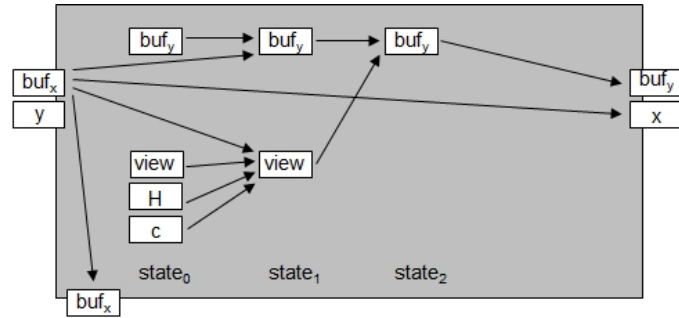 buf_y buf_y buf_y
buf_x buf_y
y x
view view
H
c
state_0 state_1 state_2
buf_x